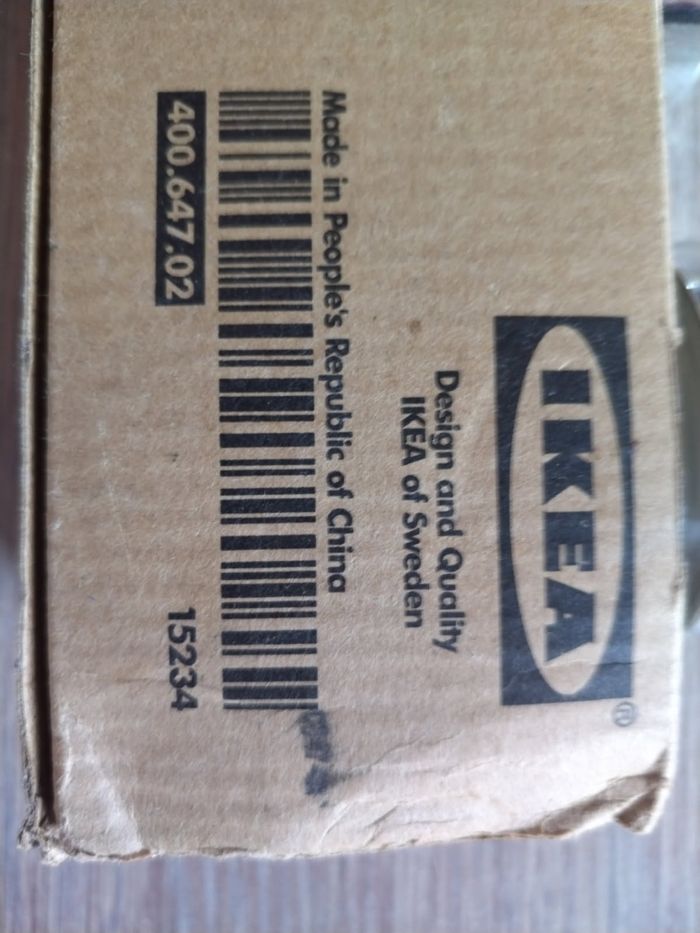 IKEA®
Design and Quality
IKEA of Sweden
Made in People's Republic of China
400.647.02 15234